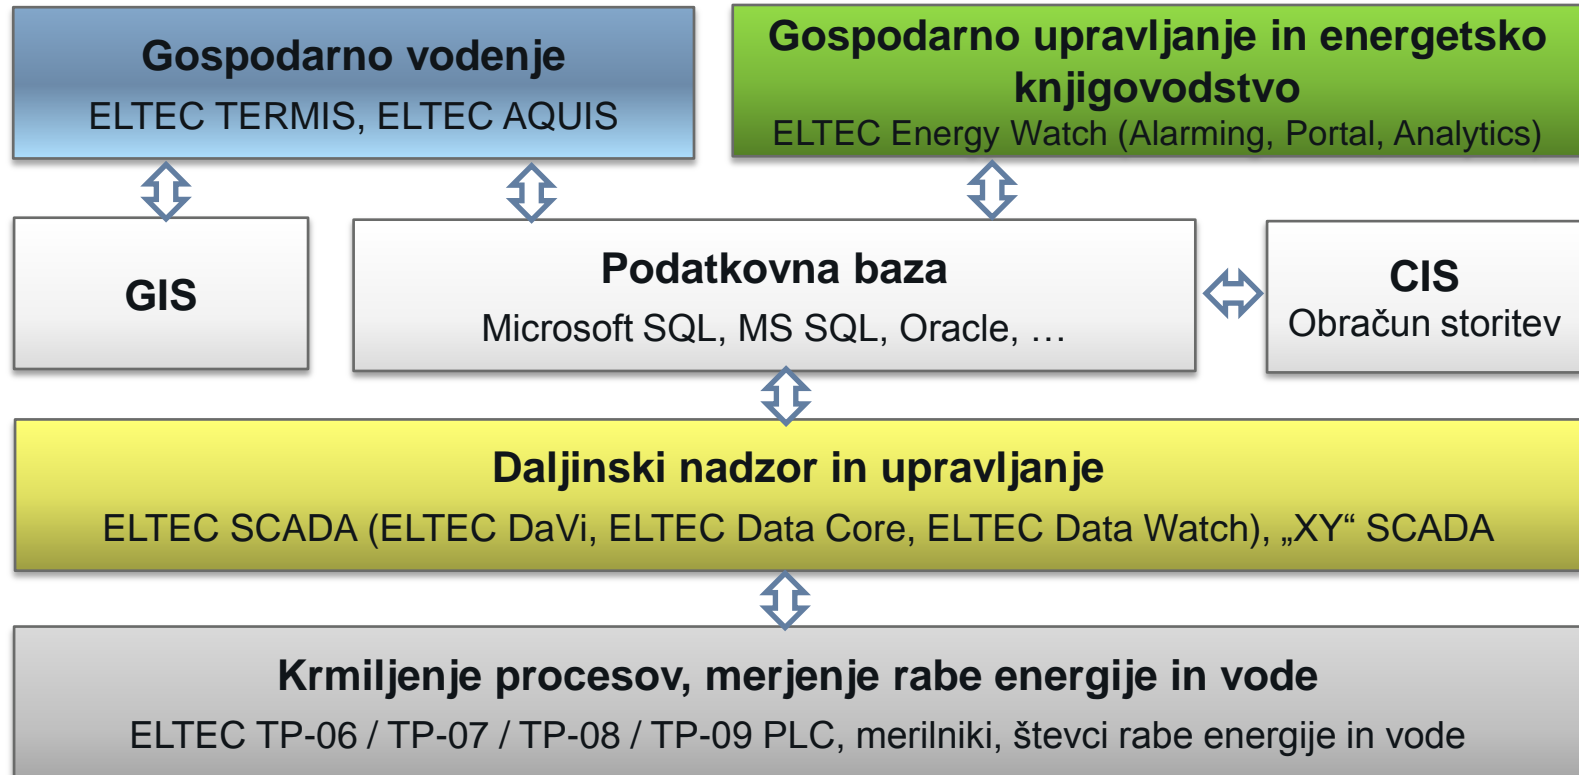 Gospodarno vodenje
ELTEC TERMIS, ELTEC AQUIS
Gospodarno upravljanje in energetsko
knjigovodstvo
ELTEC Energy Watch (Alarming, Portal, Analytics)
GIS
Podatkovna baza
Microsoft SQL, MS SQL, Oracle, …
CIS
Obračun storitev
Daljinski nadzor in upravljanje
ELTEC SCADA (ELTEC DaVi, ELTEC Data Core, ELTEC Data Watch), „XY“ SCADA
Krmiljenje procesov, merjenje rabe energije in vode
ELTEC TP-06 / TP-07 / TP-08 / TP-09 PLC, merilniki, števci rabe energije in vode